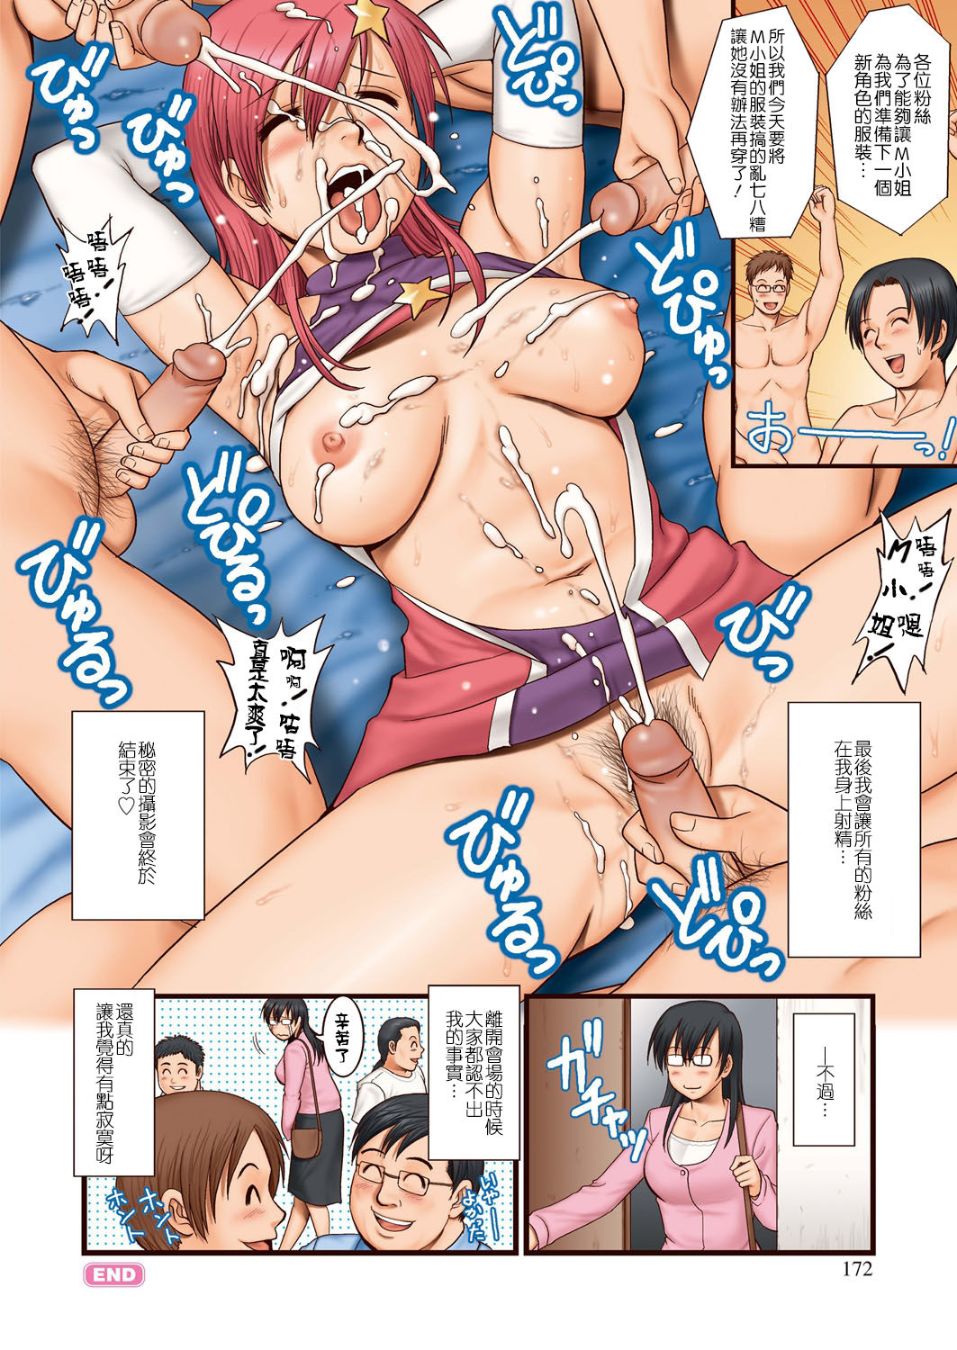 各位粉絲
為了能夠讓M小姐
為我們準備下一個
新角色的服裝…
所以我們今天要將
M小姐的服裝搞的亂七八糟
讓她沒有辦法再穿了！
おーーっ！
どぴゅっ
びゅっ
びゅっ
どぴゅっ
唔
唔唔
唔！
どぴゅるっ
びゅるっ
唔唔
唔！
M小姐！
嗯
びゅっ
啊啊！咕唔
真是太爽了！
最後我會讓所有的粉絲
在我身上射精…
びゅるっ
どぴっ
秘密的攝影會終於
結束了♡
—不過…
ガチャッ
離開會場的時候
大家都認不出
我的事實…
辛苦了
いやー
よかった
ホント
ホント
還真的
讓我覺得有點寂寞呀
END
172